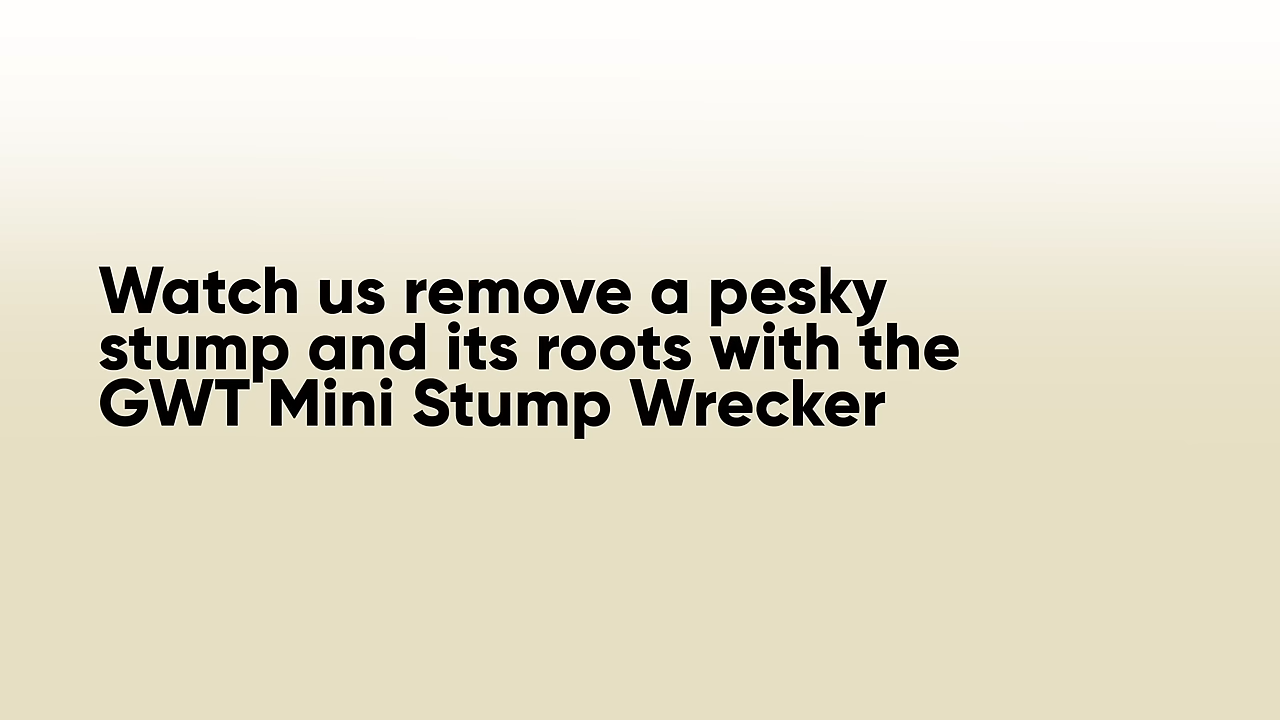 Watch us remove a pesky
stump and its roots with the
GWT Mini Stump Wrecker